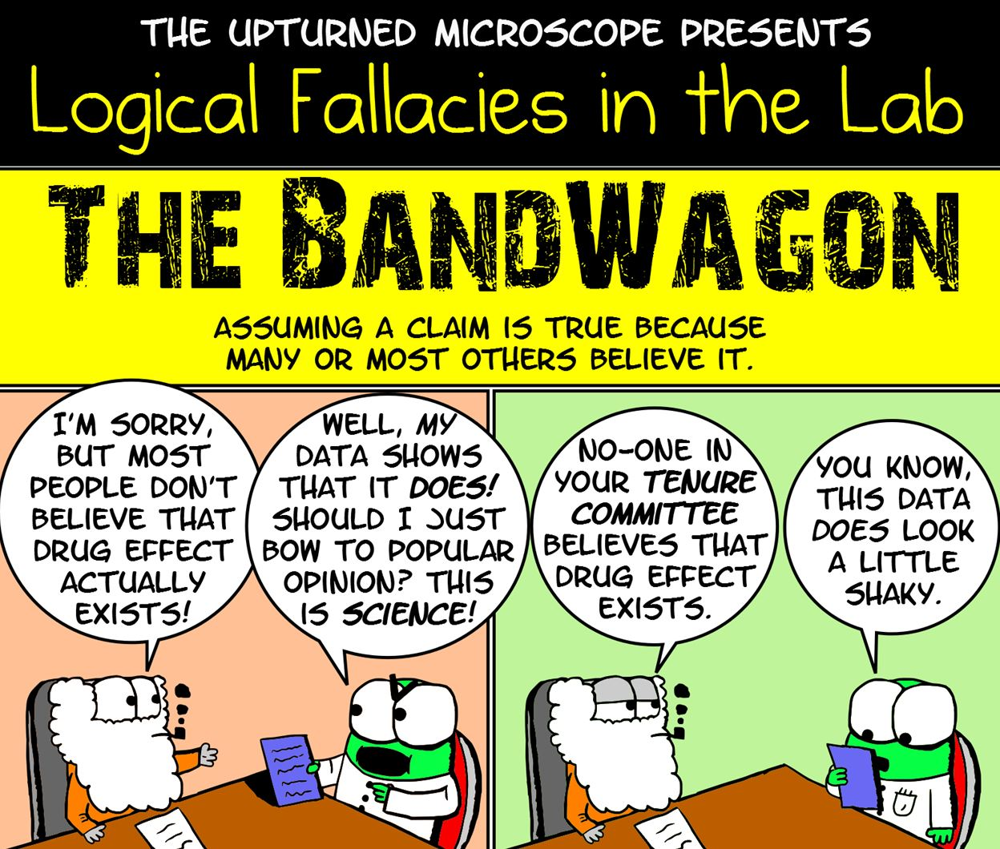 THE UPTURNED MICROSCOPE PRESENTS
Logical Fallacies in the Lab
THE BANDWAGON
ASSUMING A CLAIM IS TRUE BECAUSE
MANY OR MOST OTHERS BELIEVE IT.
I'M SORRY,
BUT MOST
PEOPLE DON'T
BELIEVE THAT
DRUG EFFECT
ACTUALLY
EXISTS!
WELL, MY
DATA SHOWS
THAT IT DOES!
SHOULD I JUST
BOW TO POPULAR
OPINION? THIS
IS SCIENCE!
NO-ONE IN
YOUR TENURE
COMMITTEE
BELIEVES THAT
DRUG EFFECT
EXISTS.
YOU KNOW,
THIS DATA
DOES LOOK
A LITTLE
SHAKY.